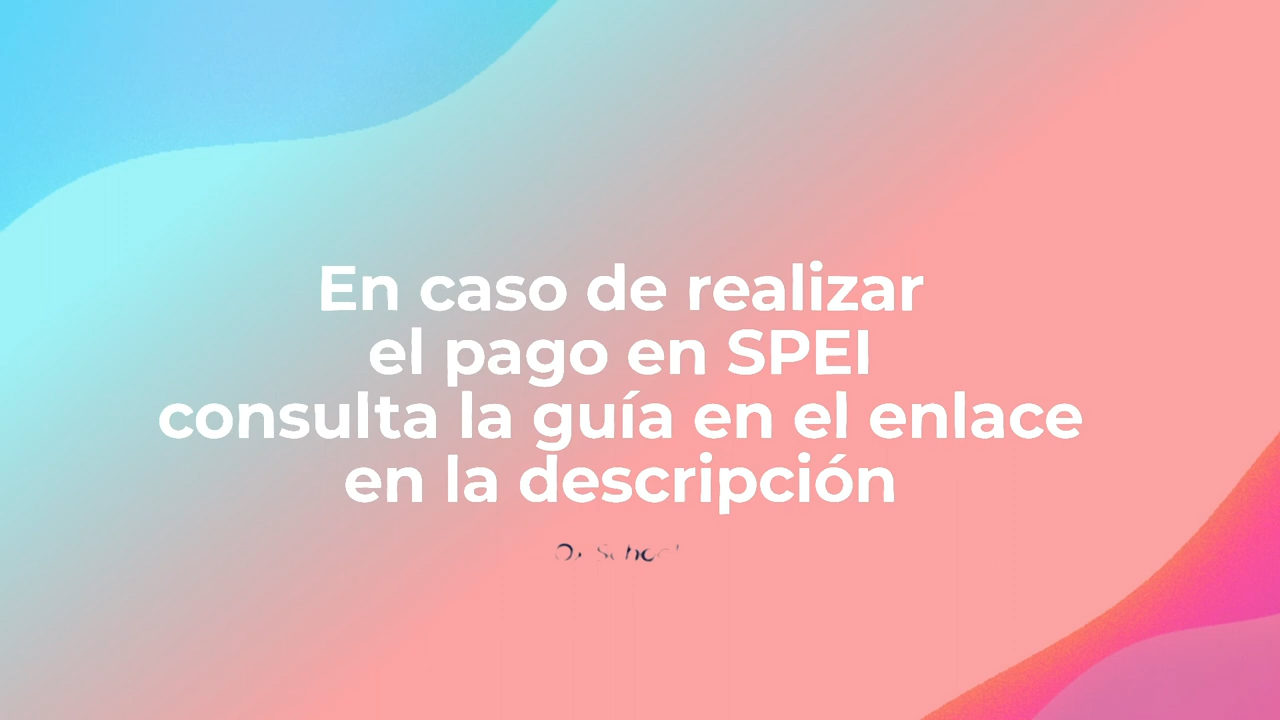 En caso de realizar
el pago en SPEI
consulta la guía en el enlace
en la descripción